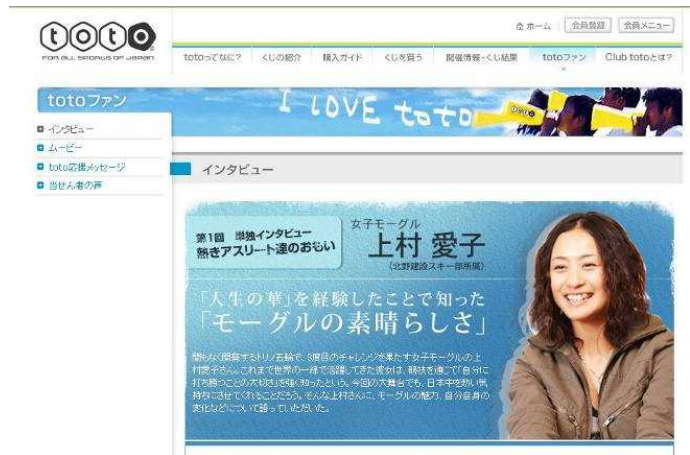 toto
FOR ALL SPORTS OF JAPAN
ホーム 会員登録 会員メニュー
totoってなに? くじの紹介 購入ガイド くじを買う 開催情報・くじ結果 totoファン Club totoとは?
totoファン
I LOVE toto
インタビュー
ムービー
toto応援メッセージ
当せん者の声
インタビュー
第1回 単独インタビュー
熱きアスリート達のおもい
女子モーグル
上村 愛子
(北野建設スキー部所属)
「人生の華」を経験したことで知った
「モーグルの素晴らしさ」
間もなく開幕するトリノ五輪で、3度目のチャレンジを果たす女子モーグルの上
村愛子さん。これまで世界の一線で活躍してきた彼女は、競技を通じて「自分に
打ち勝つことの大切さ」を強く知ったという。今回の大舞台でも、日本中を熱い気
持ちにさせてくれることだろう。そんな上村さんに、モーグルの魅力、自分自身の
変化などについて語っていただいた。